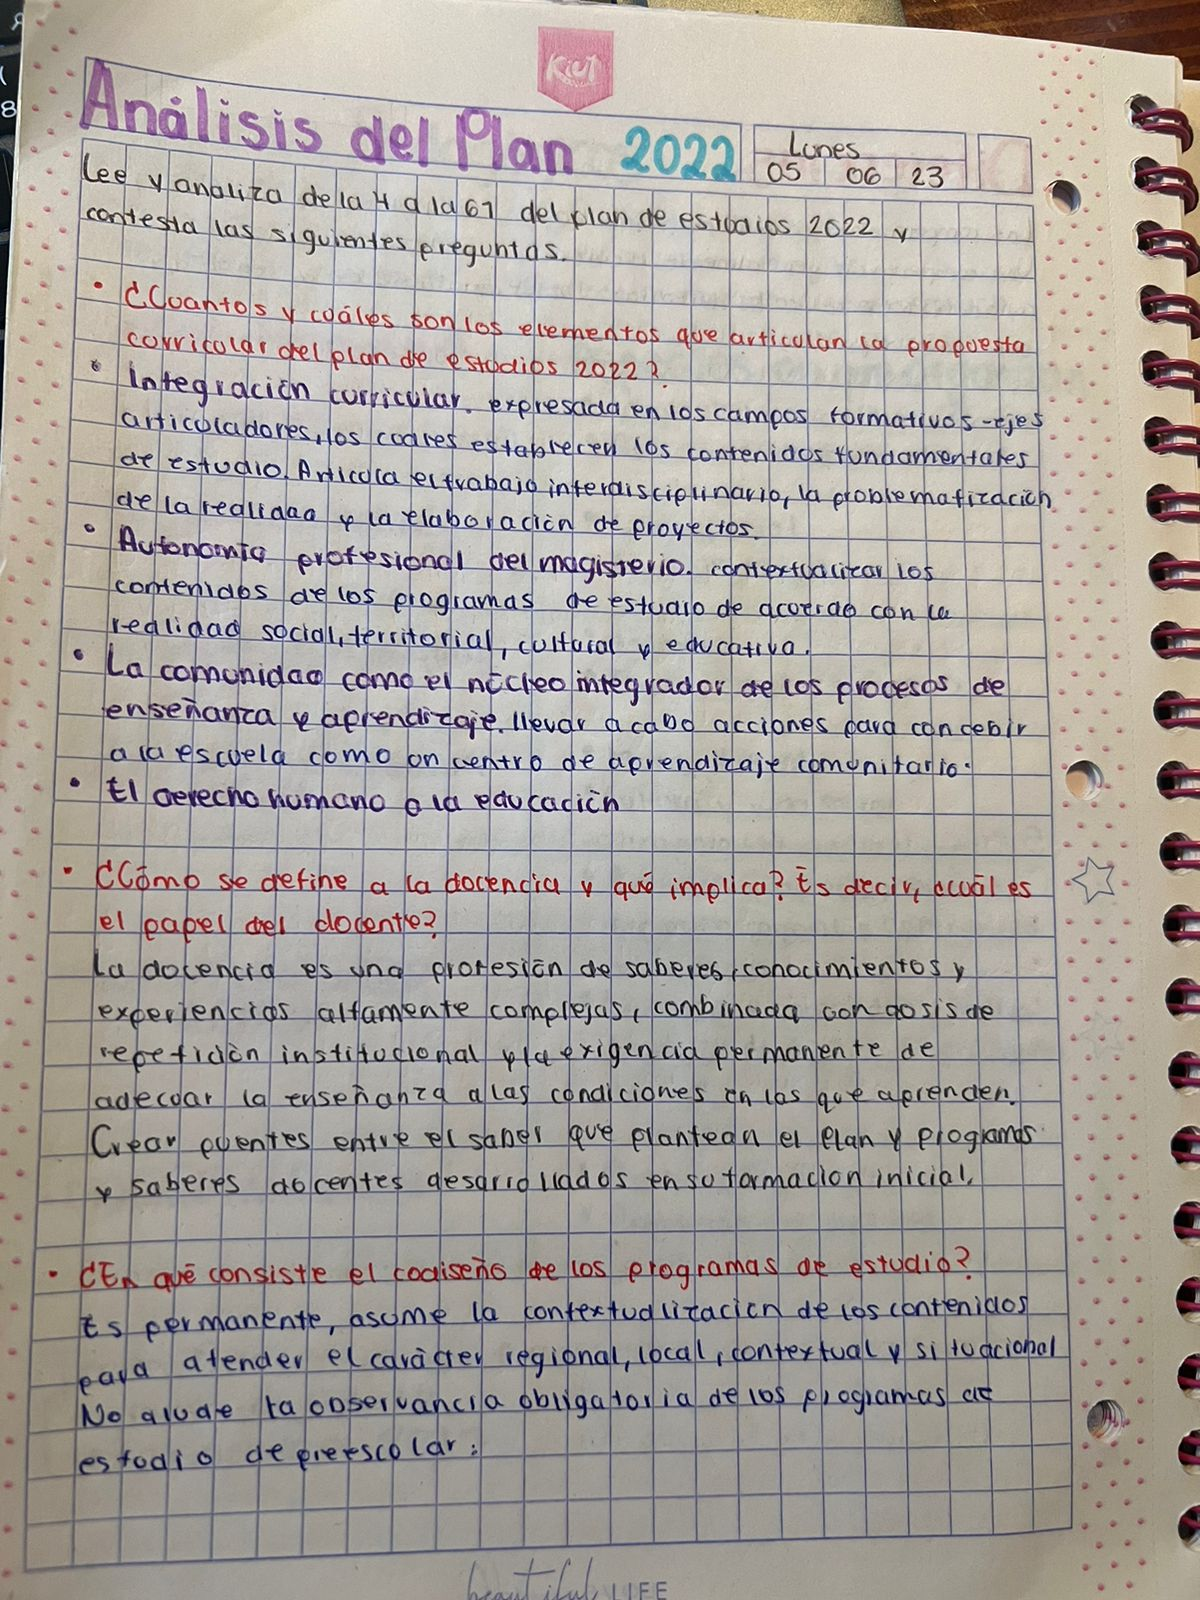 Kiut
Análisis del Plan 2022
Lunes
05 06 23
Lee y analiza de la 4 a la 67 del plan de estudios 2022 y
contesta las siguientes preguntas.
• ¿Cuantos y cuáles son los elementos que articulan la propuesta
curricular del plan de estudios 2022?
• Integración curricular. expresada en los campos formativos-ejes
articuladores, los cuales establecen los contenidos fundamentales
de estudio. Articula el trabajo interdisciplinario, la problematización
de la realidad y la elaboración de proyectos.
• Autonomía profesional del magisterio. contextualizar los
contenidos de los programas de estudio de acuerdo con la
realidad social, territorial, cultural y educativa.
• La comunidad como el núcleo integrador de los procesos de
enseñanza y aprendizaje. llevar a cabo acciones para concebir
a la escuela como un centro de aprendizaje comunitario.
• El derecho humano a la educación
• ¿Cómo se define a la docencia y qué implica? Es decir, ¿cuál es
el papel del docente?
La docencia es una profesión de saberes, conocimientos y
experiencias altamente complejas, combinada con dosis de
repetición institucional y la exigencia permanente de
adecuar la enseñanza a las condiciones en las que aprenden.
Crear puentes entre el saber que plantean el Plan y programas
y saberes docentes desarrollados en su formacion inicial.
• ¿En qué consiste el codiseño de los programas de estudio?
Es permanente, asume la contextualización de los contenidos
para atender el carácter regional, local, contextual y situacional
No alude la observancia obligatoria de los programas de
estudio de preescolar.
beautiful LIFE